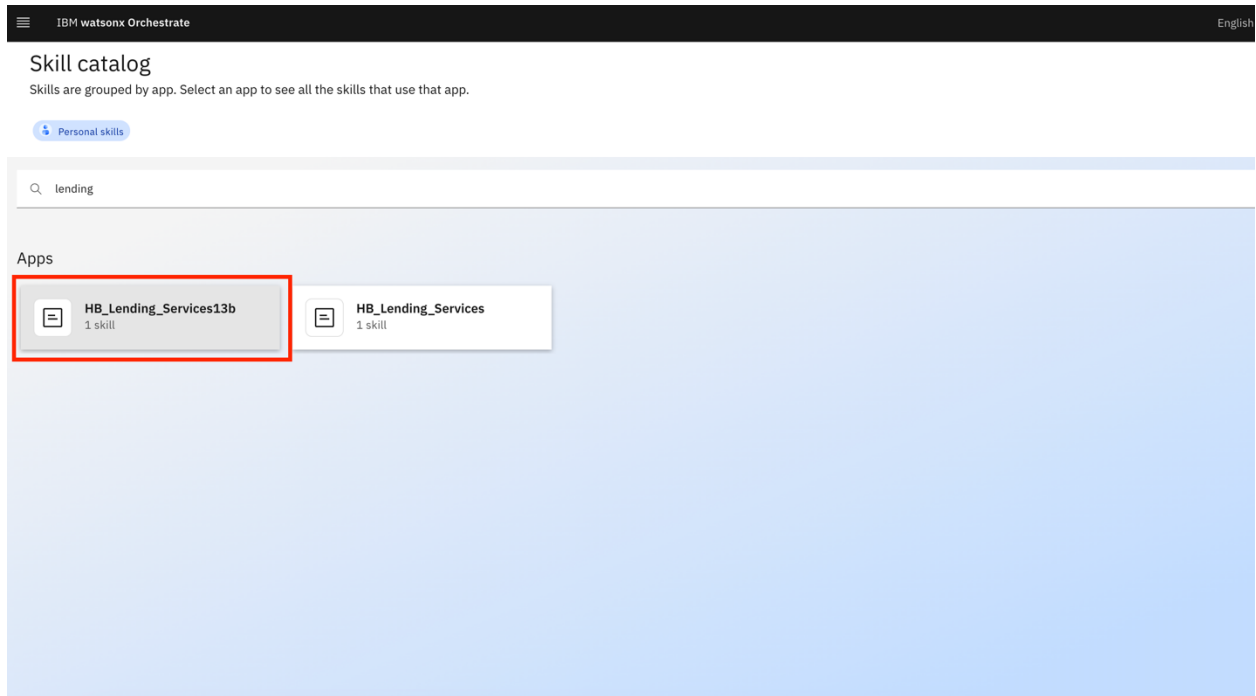 IBM watsonx Orchestrate
English
Skill catalog
Skills are grouped by app. Select an app to see all the skills that use that app.
Personal skills
lending
Apps
HB_Lending_Services13b
1 skill
HB_Lending_Services
1 skill